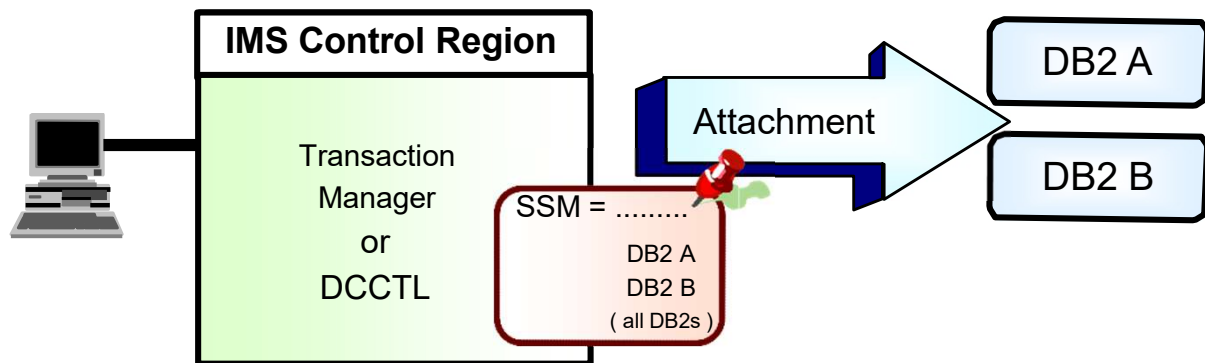 IMS Control Region
Transaction
Manager
or
DCCTL
SSM = .........
DB2 A
DB2 B
( all DB2s )
Attachment
DB2 A
DB2 B